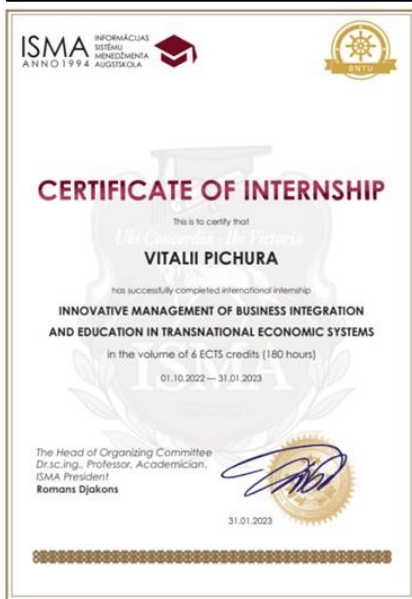 ISMA
ANNO1994
INFORMĀCIJAS
SISTĒMU
MENEDŽMENTA
AUGSTSKOLA
BNTU
CERTIFICATE OF INTERNSHIP
This is to certify that
Ubi Concordia - Ibi Victoria
VITALII PICHURA
has successfully completed international internship
INNOVATIVE MANAGEMENT OF BUSINESS INTEGRATION
AND EDUCATION IN TRANSNATIONAL ECONOMIC SYSTEMS
in the volume of 6 ECTS credits (180 hours)
ISMA
01.10.2022 — 31.01.2023
The Head of Organizing Committee
Dr.sc.ing., Professor, Academician,
ISMA President
Romans Djakons
31.01.2023